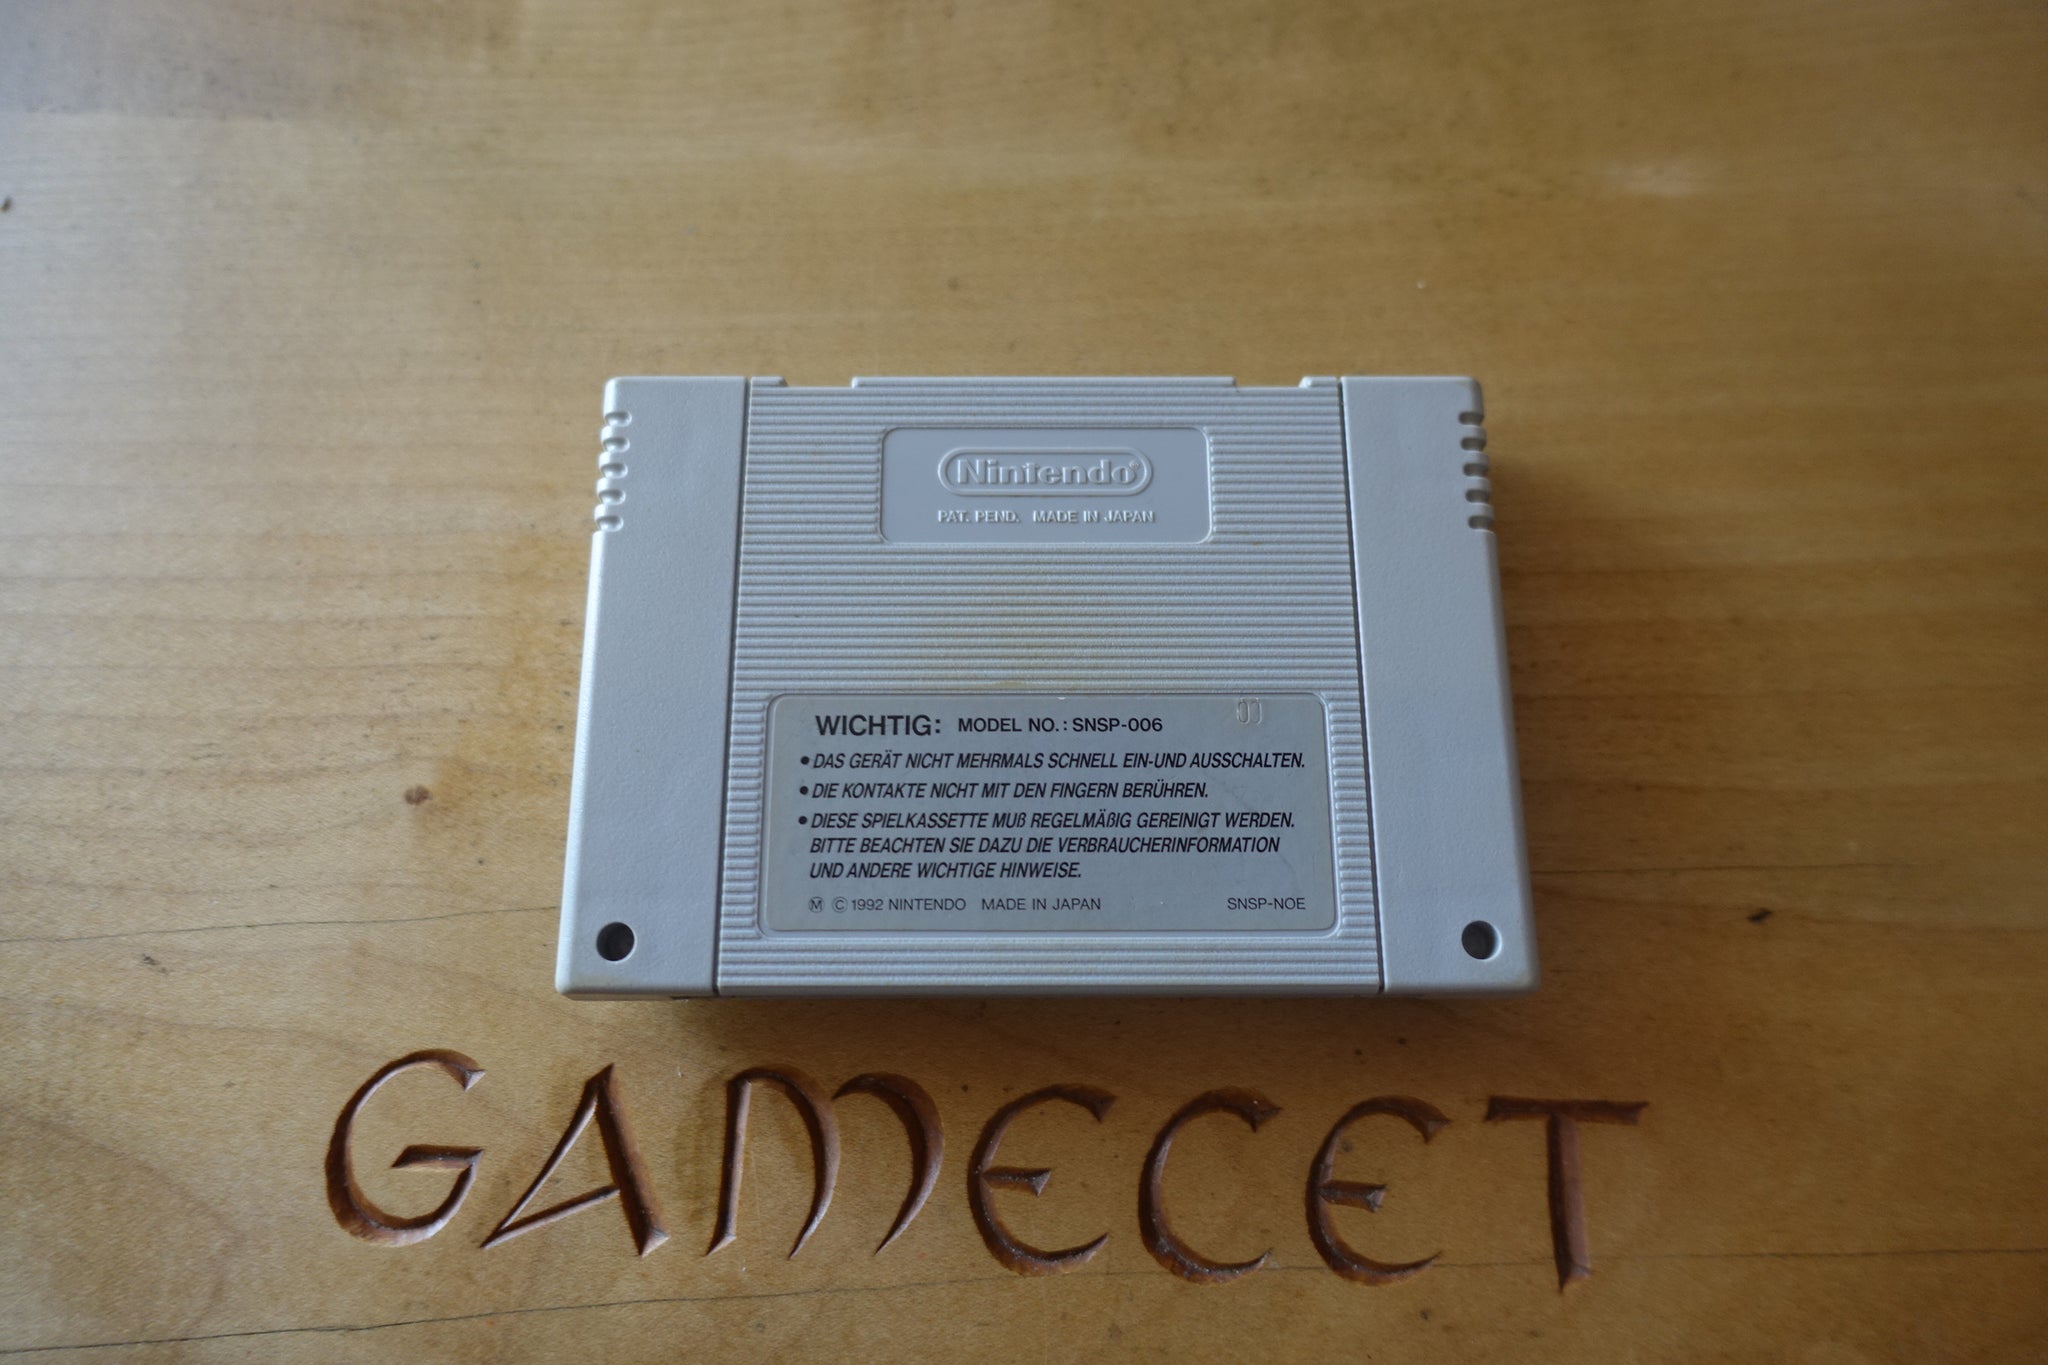 Nintendo®
PAT. PEND. MADE IN JAPAN
WICHTIG: MODEL NO.: SNSP-006
• DAS GERÄT NICHT MEHRMALS SCHNELL EIN-UND AUSSCHALTEN.
• DIE KONTAKTE NICHT MIT DEN FINGERN BERÜHREN.
• DIESE SPIELKASSETTE MUß REGELMÄßIG GEREINIGT WERDEN.
BITTE BEACHTEN SIE DAZU DIE VERBRAUCHERINFORMATION
UND ANDERE WICHTIGE HINWEISE.
Ⓜ © 1992 NINTENDO MADE IN JAPAN SNSP-NOE
GAMECET